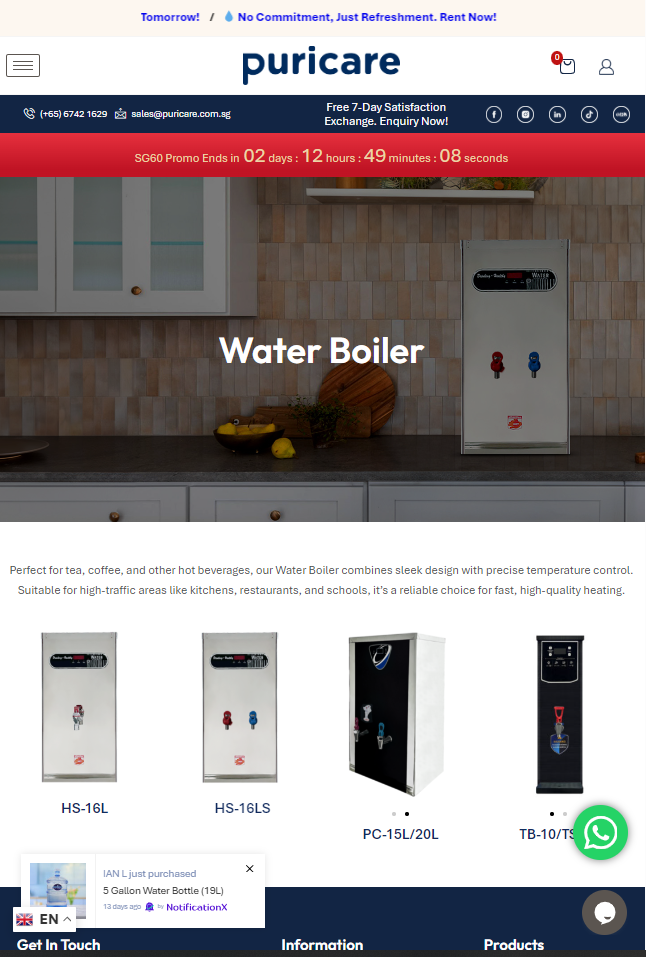 Tomorrow! / 💧 No Commitment, Just Refreshment. Rent Now!
puricare
0
(+65) 6742 1629 sales@puricare.com.sg
Free 7-Day Satisfaction
Exchange. Enquiry Now!
SG60 Promo Ends in 02 days : 12 hours : 49 minutes : 08 seconds
WATER
Water Boiler
Perfect for tea, coffee, and other hot beverages, our Water Boiler combines sleek design with precise temperature control.
Suitable for high-traffic areas like kitchens, restaurants, and schools, it's a reliable choice for fast, high-quality heating.
WATER
WATER
HS-16L
HS-16LS
PC-15L/20L
TB-10/TS
IAN L just purchased
5 Gallon Water Bottle (19L)
13 days ago by NotificationX
EN
Get In Touch
Information
Products